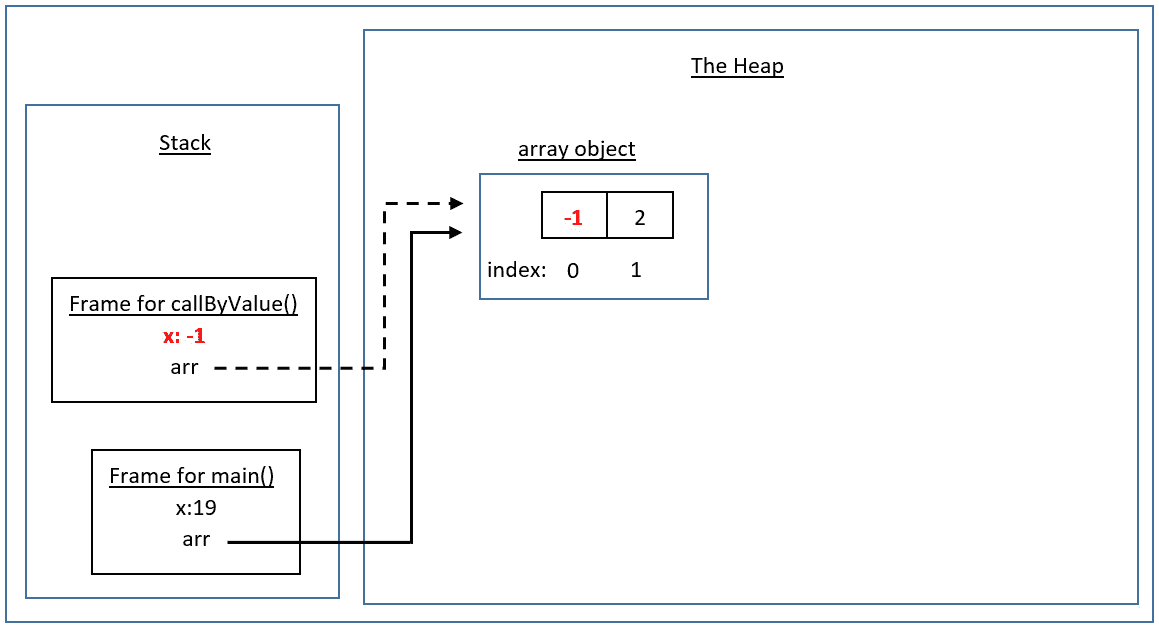 The Heap
Stack
array object
-1 2
index: 0 1
Frame for callByValue()
x: -1
arr
Frame for main()
x:19
arr